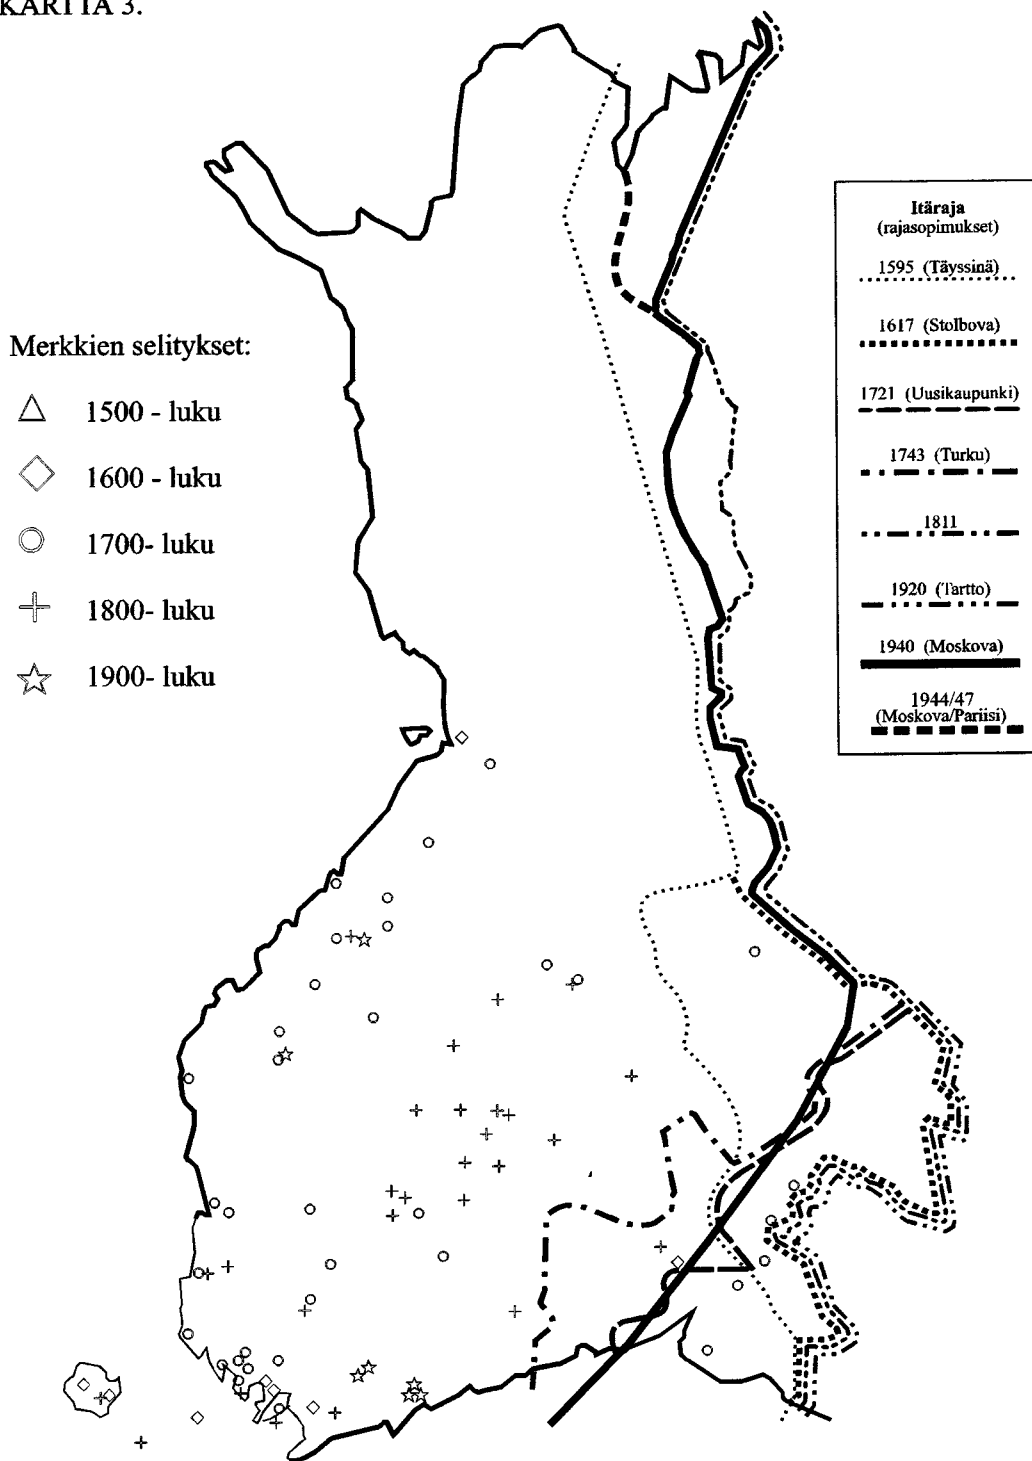 KARTTA 3.
Merkkien selitykset:
1500 - luku
1600 - luku
1700- luku
1800- luku
1900- luku
Itäraja
(rajasopimukset)
1595 (Täyssinä)
1617 (Stolbova)
1721 (Uusikaupunki)
1743 (Turku)
1811
1920 (Tartto)
1940 (Moskova)
1944/47
(Moskova/Pariisi)